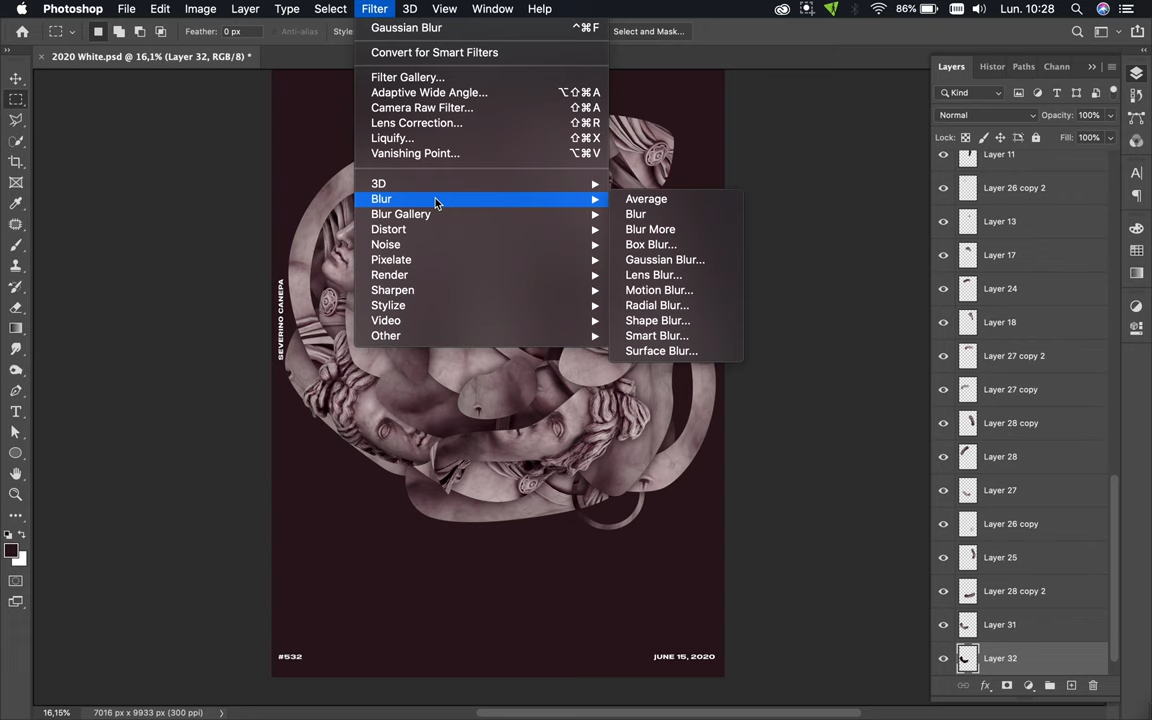 Photoshop File Edit Image Layer Type Select Filter 3D View Window Help 86% Lun. 10:28
Feather: 0 px Anti-alias Style Select and Mask...
2020 White.psd @ 16,1% (Layer 32, RGB/8) *
Gaussian Blur ^⌘F
Convert for Smart Filters
Filter Gallery...
Adaptive Wide Angle... ⌥⇧⌘A
Camera Raw Filter... ⇧⌘A
Lens Correction... ⇧⌘R
Liquify... ⇧⌘X
Vanishing Point... ⌥⌘V
3D
Blur
Blur Gallery
Distort
Noise
Pixelate
Render
Sharpen
Stylize
Video
Other
Average
Blur
Blur More
Box Blur...
Gaussian Blur...
Lens Blur...
Motion Blur...
Radial Blur...
Shape Blur...
Smart Blur...
Surface Blur...
SEVERINO CANEPA
#532
JUNE 15, 2020
Layers Histor Paths Chann
Kind
Normal Opacity: 100%
Lock: Fill: 100%
Layer 11
Layer 26 copy 2
Layer 13
Layer 17
Layer 24
Layer 18
Layer 27 copy 2
Layer 27 copy
Layer 28 copy
Layer 28
Layer 27
Layer 26 copy
Layer 25
Layer 28 copy 2
Layer 31
Layer 32
16,15% 7016 px x 9933 px (300 ppi)